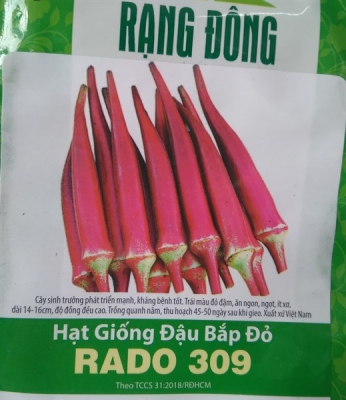 RẠNG ĐÔNG
Cây sinh trưởng phát triển mạnh, kháng bệnh tốt. Trái màu đỏ đậm, ăn ngon, ngọt, ít xơ,
dài 14-16cm, độ đồng đều cao. Trồng quanh năm, thu hoạch 45-50 ngày sau khi gieo. Xuất xứ Việt Nam
Hạt Giống Đậu Bắp Đỏ
RADO 309
Theo TCCS 31:2018/RĐHCM